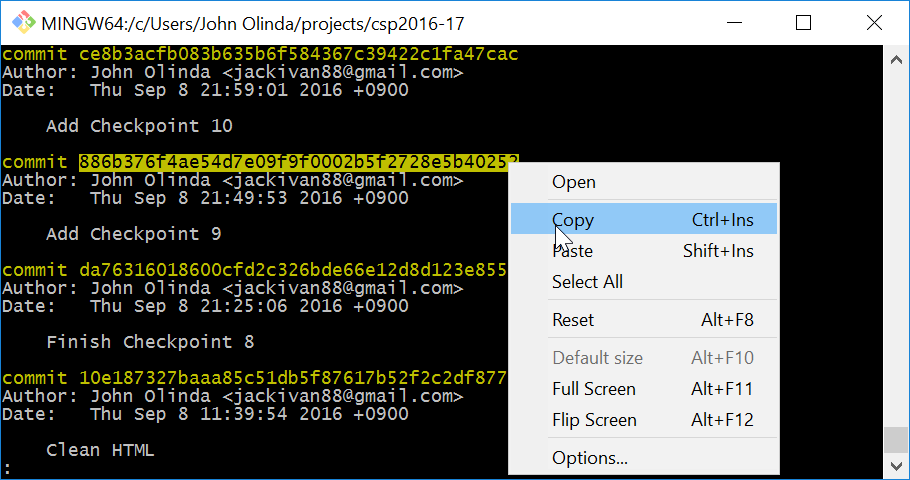 MINGW64:/c/Users/John Olinda/projects/csp2016-17
commit ce8b3acfb083b635b6f584367c39422c1fa47cac
Author: John Olinda <jackivan88@gmail.com>
Date:   Thu Sep 8 21:59:01 2016 +0900
Add Checkpoint 10
commit 886b376f4ae54d7e09f9f0002b5f2728e5b40252
Author: John Olinda <jackivan88@gmail.com>
Date:   Thu Sep 8 21:49:53 2016 +0900
Add Checkpoint 9
commit da76316018600cfd2c326bde66e12d8d123e855
Author: John Olinda <jackivan88@gmail.com>
Date:   Thu Sep 8 21:25:06 2016 +0900
Finish Checkpoint 8
commit 10e187327baaa85c51db5f87617b52f2c2df877
Author: John Olinda <jackivan88@gmail.com>
Date:   Thu Sep 8 11:39:54 2016 +0900
Clean HTML
:
Open
Copy Ctrl+Ins
Paste Shift+Ins
Select All
Reset Alt+F8
Default size Alt+F10
Full Screen Alt+F11
Flip Screen Alt+F12
Options...